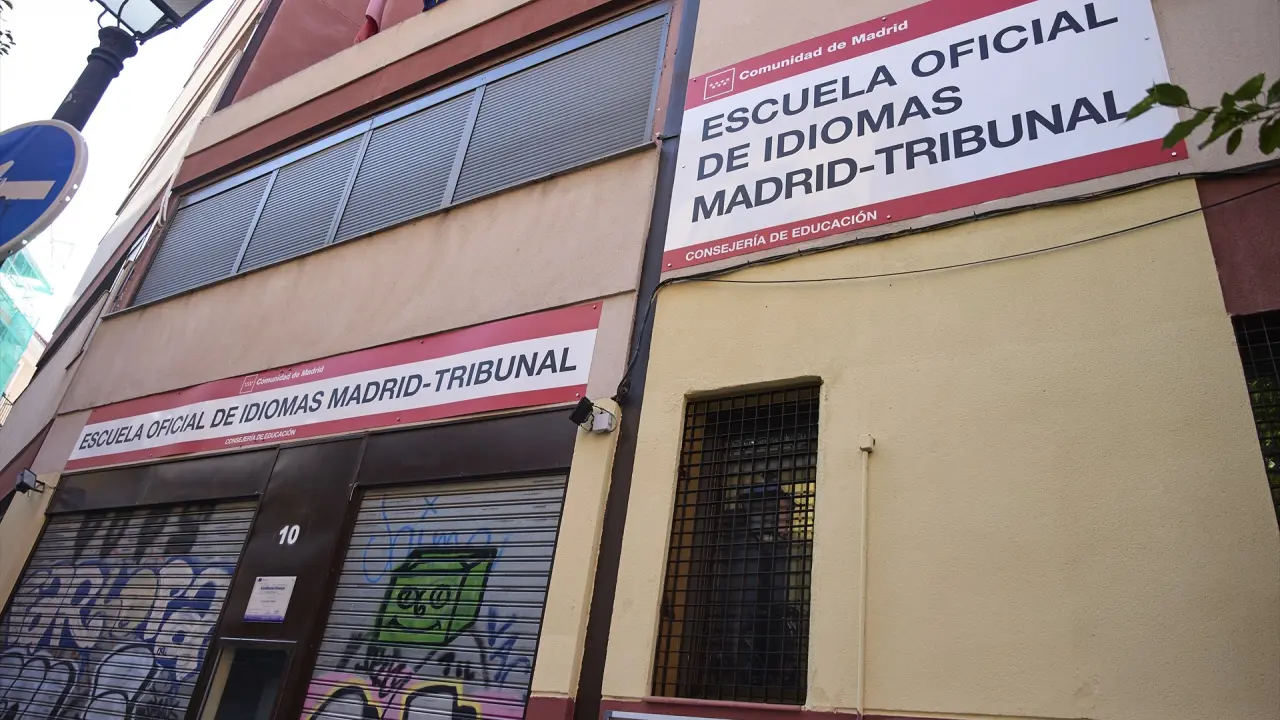 Comunidad de Madrid
ESCUELA OFICIAL
DE IDIOMAS
MADRID-TRIBUNAL
CONSEJERÍA DE EDUCACIÓN
Comunidad de Madrid
ESCUELA OFICIAL DE IDIOMAS MADRID-TRIBUNAL
CONSEJERÍA DE EDUCACIÓN
10